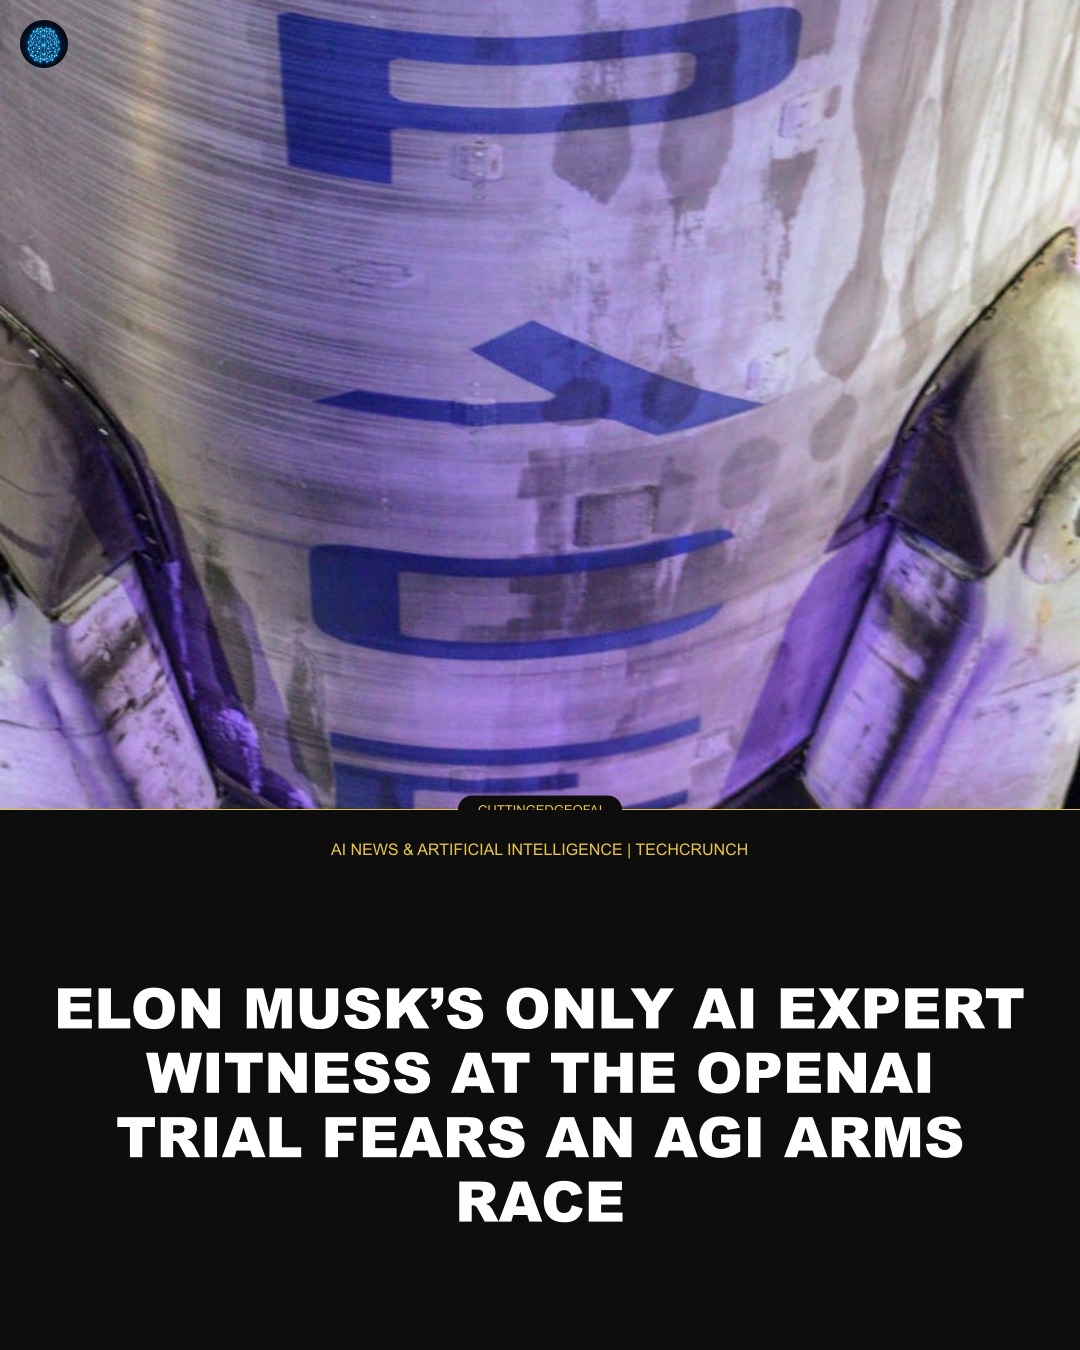 CUTTINGEDGEOFAI
AI NEWS & ARTIFICIAL INTELLIGENCE | TECHCRUNCH
ELON MUSK’S ONLY AI EXPERT
WITNESS AT THE OPENAI
TRIAL FEARS AN AGI ARMS
RACE